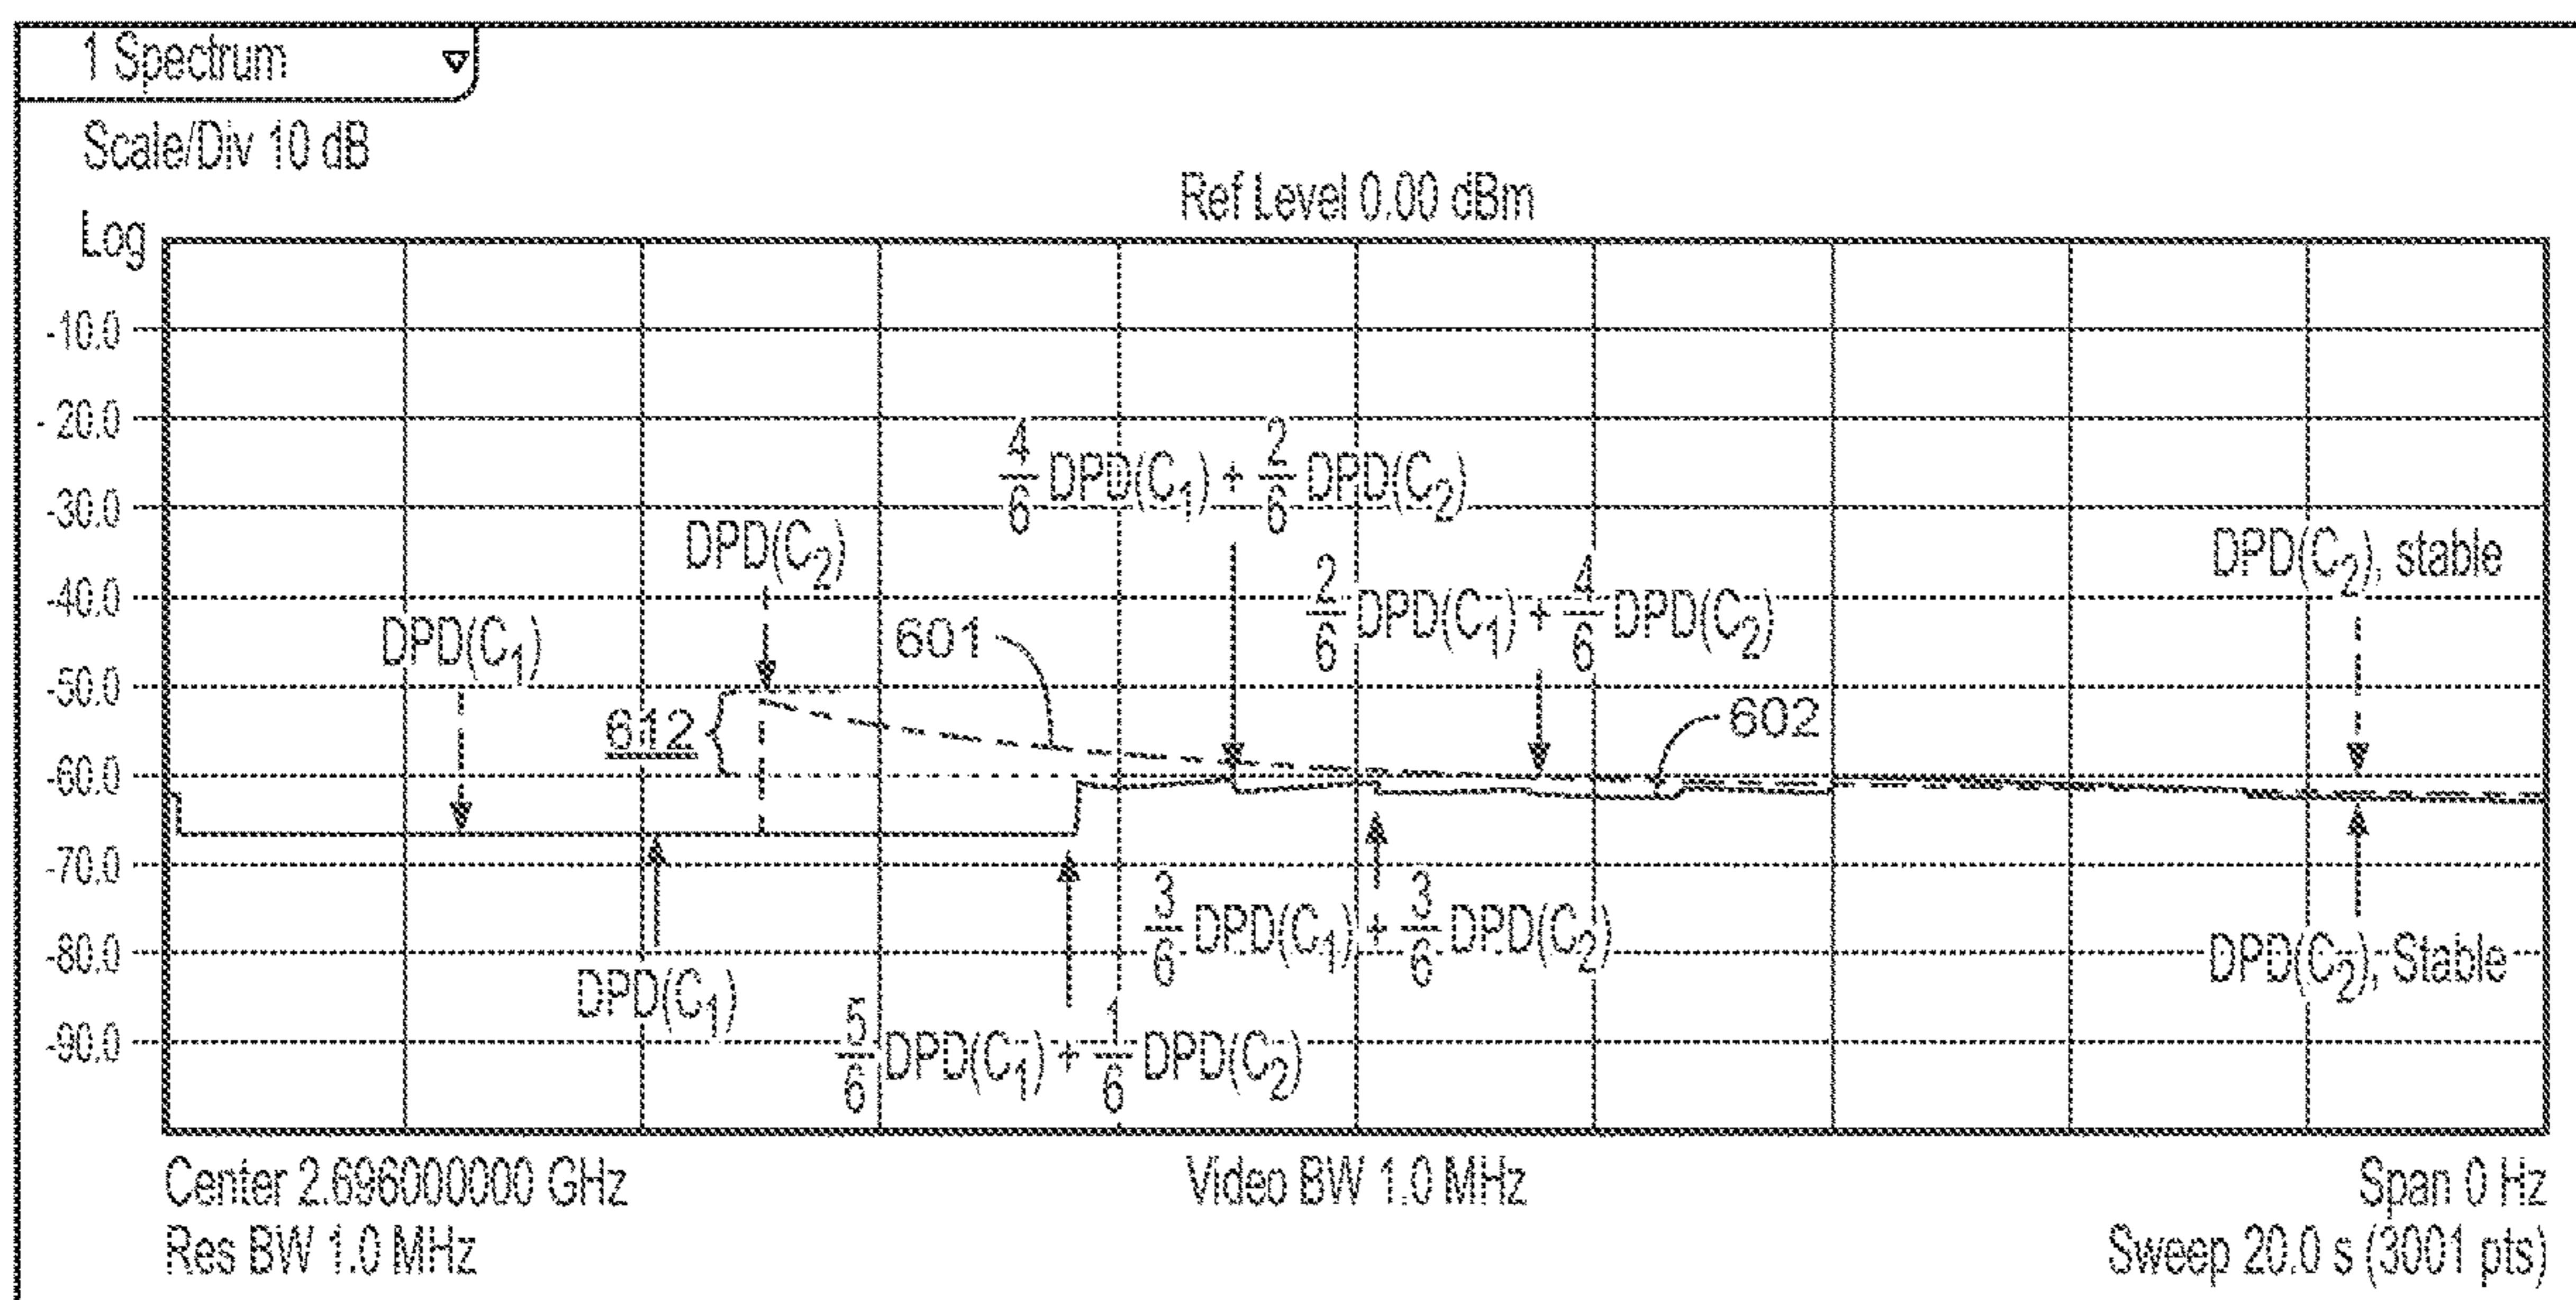 1 Spectrum
Scale/Div 10 dB
Ref Level 0.00 dBm
Log
-10.0
- 20.0
-30.0
-40.0
-50.0
-60.0
-70.0
-80.0
-90.0
4/6 DPD(C1) + 2/6 DPD(C2)
DPD(C2)
DPD(C2), stable
2/6 DPD(C1) + 4/6 DPD(C2)
DPD(C1)
601
612
602
3/6 DPD(C1) + 3/6 DPD(C2)
DPD(C2), Stable
DPD(C1)
5/6 DPD(C1) + 1/6 DPD(C2)
Center 2.696000000 GHz
Video BW 1.0 MHz
Span 0 Hz
Res BW 1.0 MHz
Sweep 20.0 s (3001 pts)